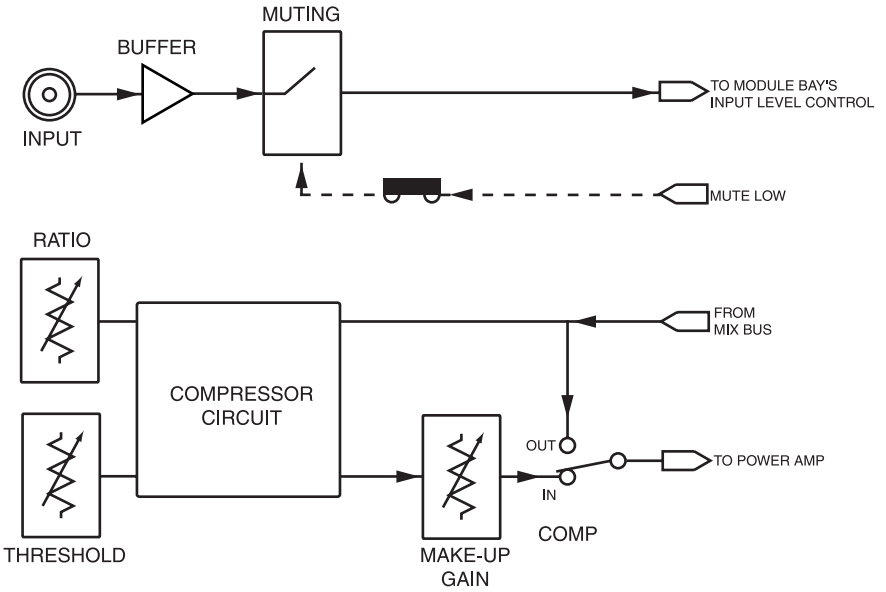 MUTING
BUFFER
INPUT
TO MODULE BAY'S
INPUT LEVEL CONTROL
MUTE LOW
RATIO
FROM
MIX BUS
COMPRESSOR
CIRCUIT
OUT
TO POWER AMP
IN
COMP
THRESHOLD
MAKE-UP
GAIN